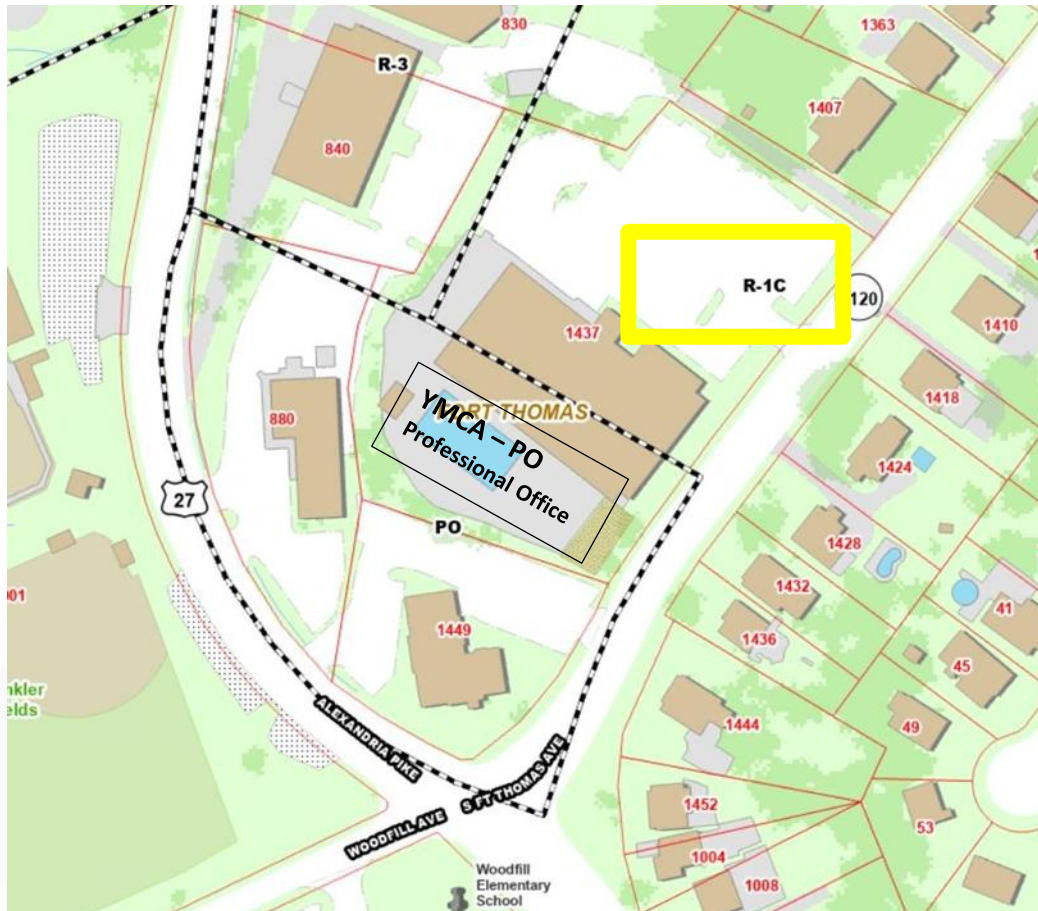 830
1363
R-3
1407
840
R-1C
120
1410
1437
1418
FORT THOMAS
YMCA – PO
Professional Office
880
1424
27
PO
1428
1432
41
01
1449
1436
45
nkler
elds
49
1444
ALEXANDRIA PIKE
S FT THOMAS AVE
WOODFILL AVE
1452
53
1004
1008
Woodfill
Elementary
School